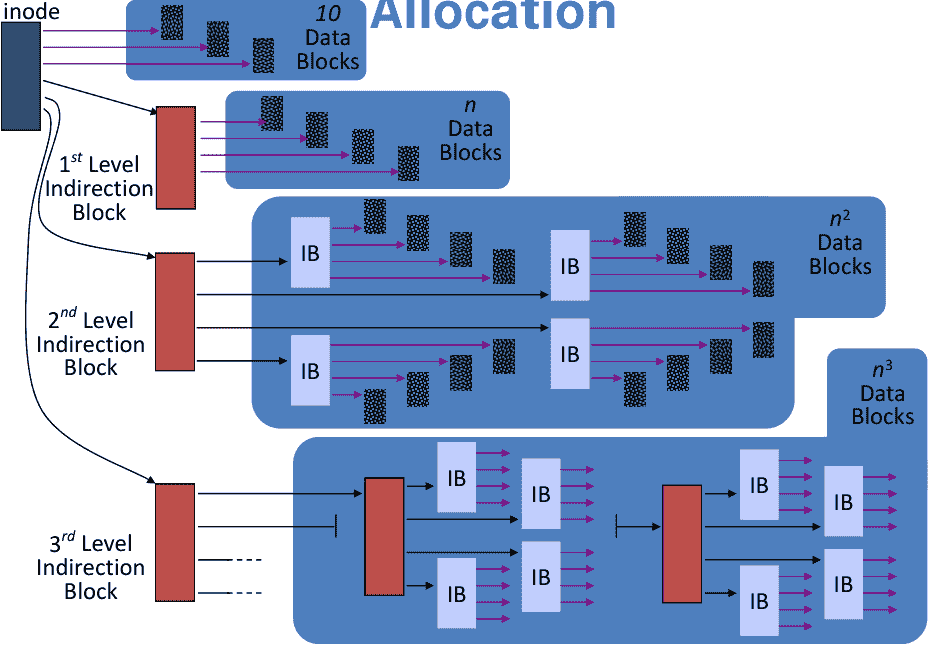 Allocation
inode
10
Data
Blocks
n
Data
Blocks
1st Level
Indirection
Block
n2
Data
Blocks
IB
IB
2nd Level
Indirection
Block
IB
IB
n3
Data
Blocks
IB
IB
IB
IB
3rd Level
Indirection
Block
IB
IB
IB
IB